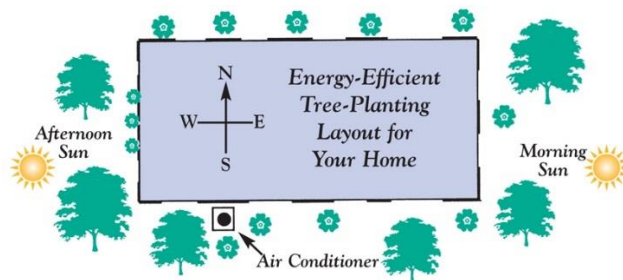 Energy-Efficient
Tree-Planting
Layout for
Your Home
N
W
E
S
Afternoon
Sun
Morning
Sun
Air Conditioner